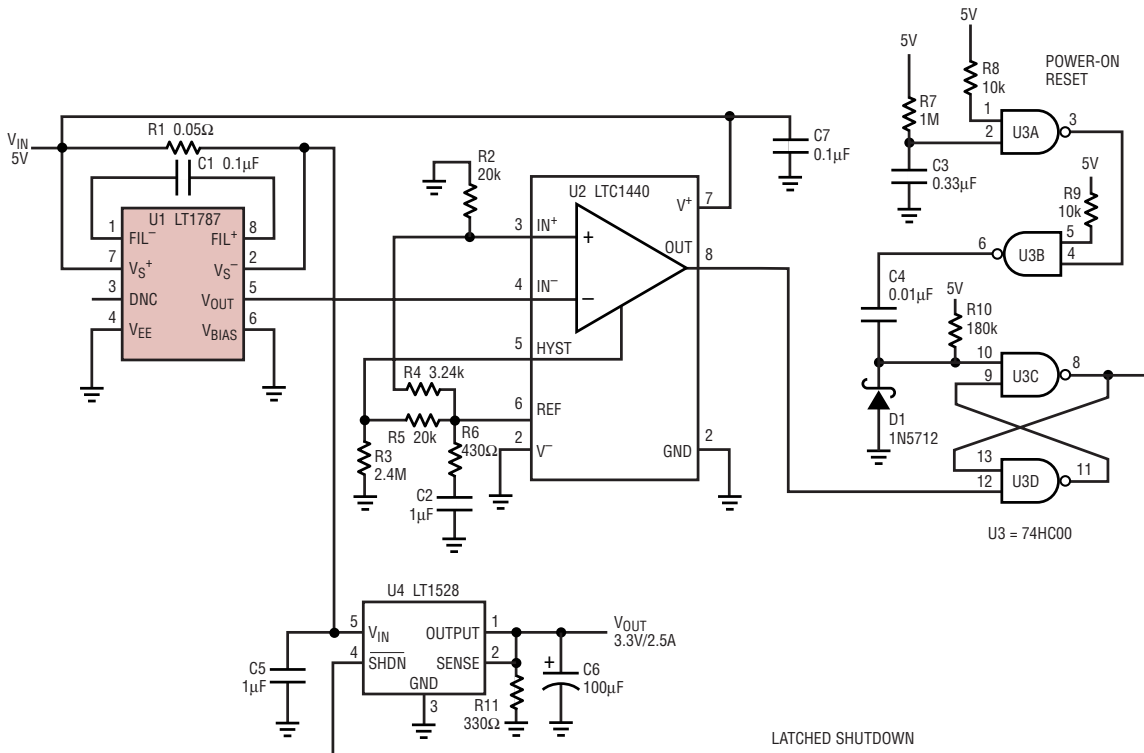 5V
5V
POWER-ON
RESET
R8
10k
R7
1M
1
2
U3A
3
C3
0.33µF
5V
R9
10k
5
4
U3B
6
C4
0.01µF
5V
R10
180k
10
9
U3C
8
D1
1N5712
13
12
U3D
11
U3 = 74HC00
VIN
5V
R1 0.05Ω
C1 0.1µF
U1 LT1787
1
FIL–
8
FIL+
7
VS+
2
VS–
3
DNC
5
VOUT
4
VEE
6
VBIAS
C7
0.1µF
R2
20k
U2 LTC1440
7
V+
3
IN+
+
OUT
8
4
IN–
–
5
HYST
R4 3.24k
6
REF
R5 20k
R6
430Ω
R3
2.4M
2
V–
GND
2
C2
1µF
U4 LT1528
5
VIN
OUTPUT
1
VOUT
3.3V/2.5A
4
SHDN
SENSE
2
GND
3
C5
1µF
R11
330Ω
+
C6
100µF
LATCHED SHUTDOWN